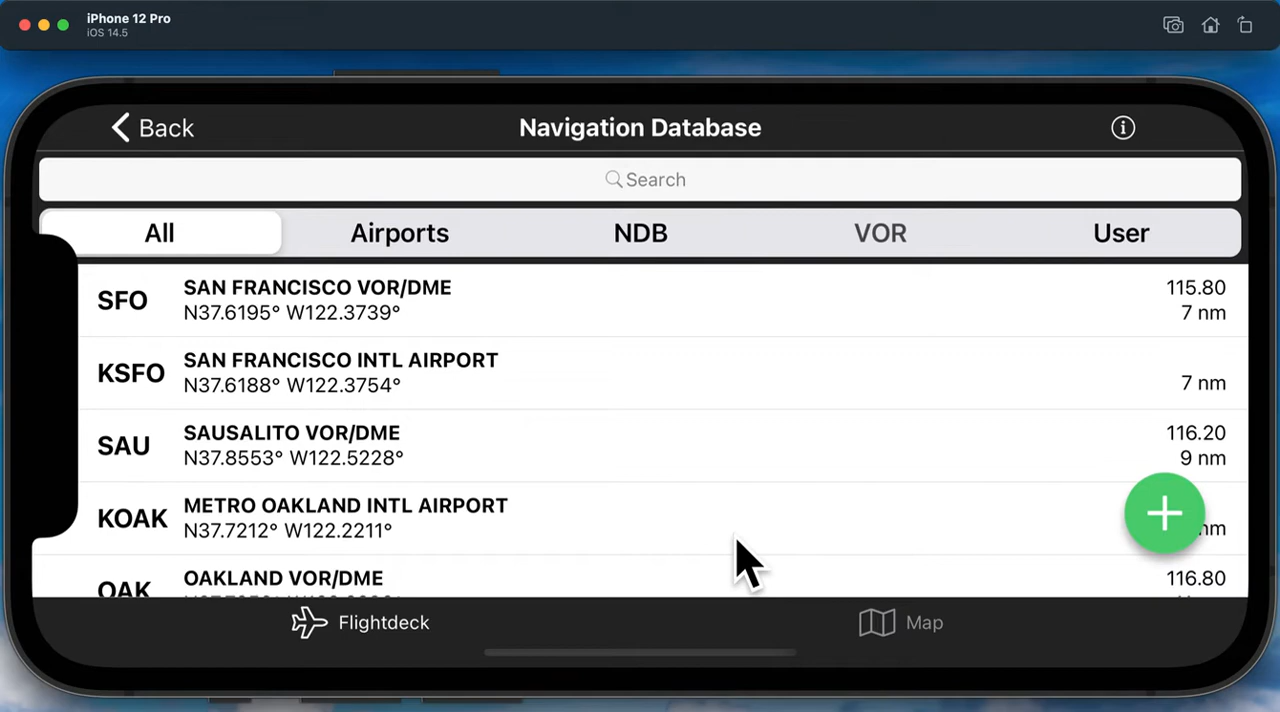 iPhone 12 Pro
iOS 14.5
Back
Navigation Database
Search
All Airports NDB VOR User
SFO
SAN FRANCISCO VOR/DME
N37.6195° W122.3739°
115.80
7 nm
KSFO
SAN FRANCISCO INTL AIRPORT
N37.6188° W122.3754°
7 nm
SAU
SAUSALITO VOR/DME
N37.8553° W122.5228°
116.20
9 nm
KOAK
METRO OAKLAND INTL AIRPORT
N37.7212° W122.2211°
nm
OAK
OAKLAND VOR/DME
116.80
Flightdeck
Map